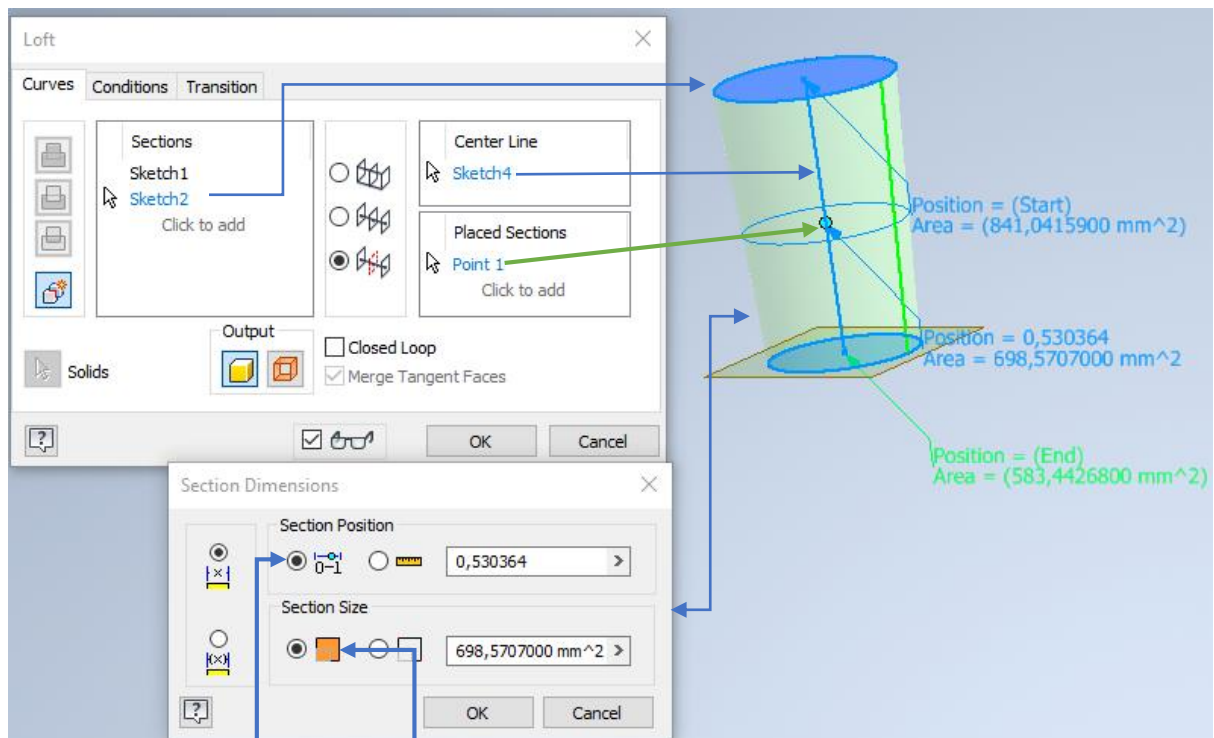 Loft
Curves Conditions Transition
Sections
Sketch1
Sketch2
Click to add
Center Line
Sketch4
Placed Sections
Point 1
Click to add
Output
Solids
Closed Loop
Merge Tangent Faces
OK Cancel
Position = (Start)
Area = (841,0415900 mm^2)
Position = 0,530364
Area = 698,5707000 mm^2
Position = (End)
Area = (583,4426800 mm^2)
Section Dimensions
Section Position
0-1
0,530364 >
Section Size
698,5707000 mm^2 >
OK Cancel